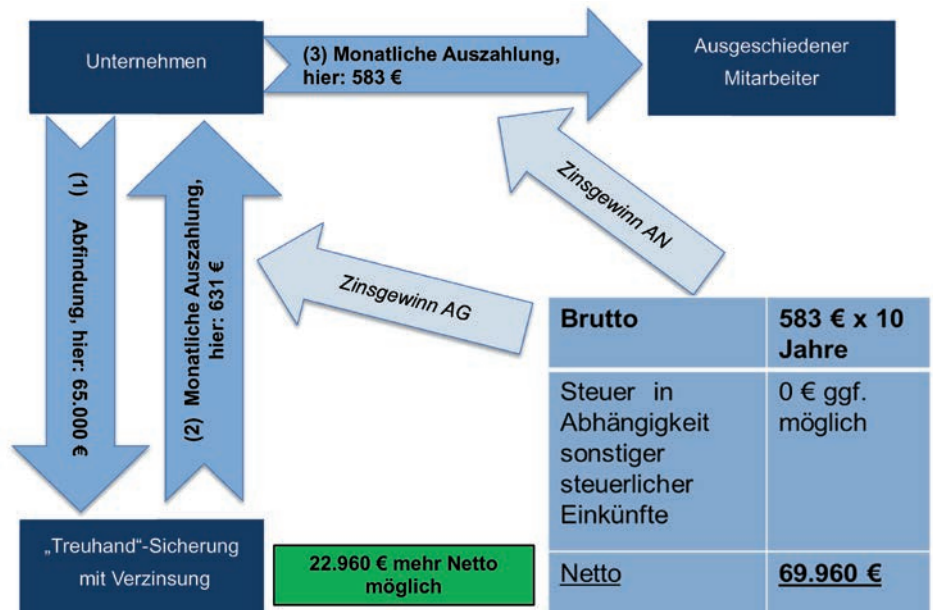 Unternehmen
(3) Monatliche Auszahlung,
hier: 583 €
Ausgeschiedener
Mitarbeiter
(1) Abfindung, hier: 65.000 €
(2) Monatliche Auszahlung,
hier: 631 €
Zinsgewinn AN
Zinsgewinn AG
Brutto
583 € x 10
Jahre
Steuer in
Abhängigkeit
sonstiger
steuerlicher
Einkünfte
0 € ggf.
möglich
Netto
69.960 €
„Treuhand“-Sicherung
mit Verzinsung
22.960 € mehr Netto
möglich